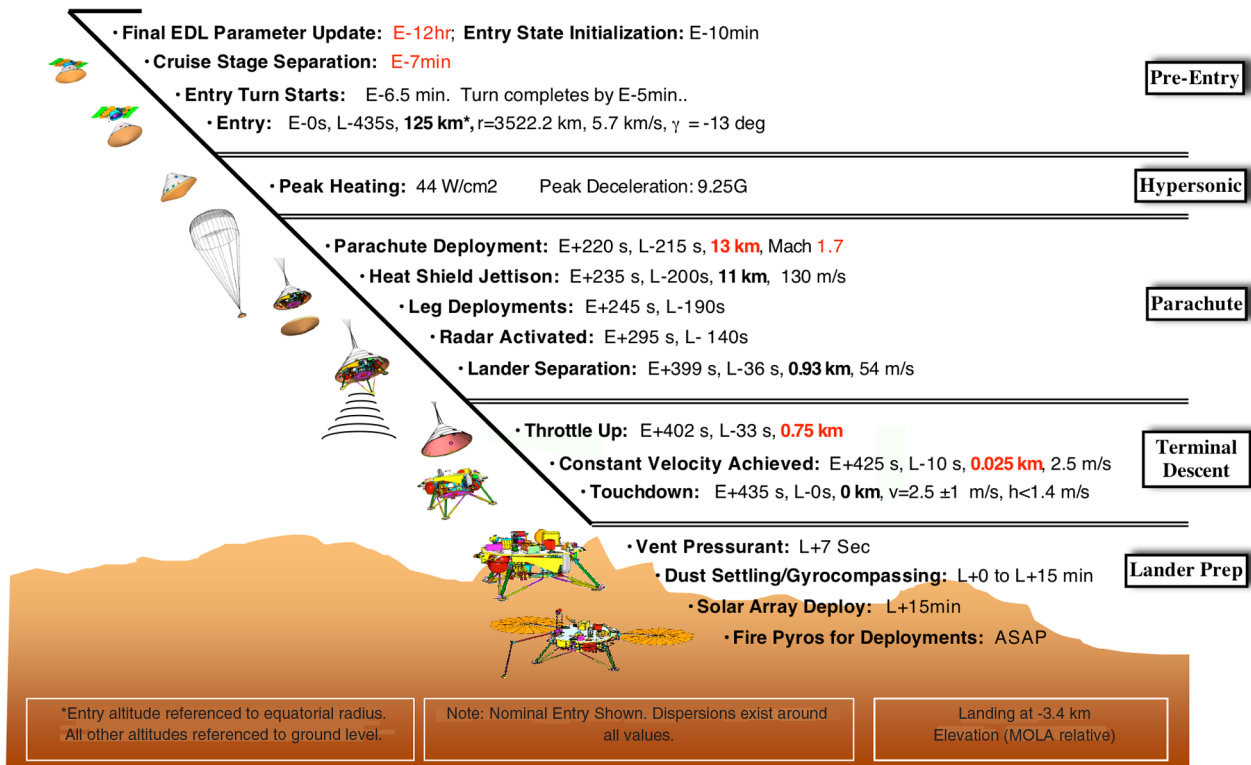 • Final EDL Parameter Update: E-12hr; Entry State Initialization: E-10min
• Cruise Stage Separation: E-7min
• Entry Turn Starts: E-6.5 min. Turn completes by E-5min..
• Entry: E-0s, L-435s, 125 km*, r=3522.2 km, 5.7 km/s, γ = -13 deg
Pre-Entry
• Peak Heating: 44 W/cm2 Peak Deceleration: 9.25G
Hypersonic
• Parachute Deployment: E+220 s, L-215 s, 13 km, Mach 1.7
• Heat Shield Jettison: E+235 s, L-200s, 11 km, 130 m/s
• Leg Deployments: E+245 s, L-190s
• Radar Activated: E+295 s, L- 140s
• Lander Separation: E+399 s, L-36 s, 0.93 km, 54 m/s
Parachute
• Throttle Up: E+402 s, L-33 s, 0.75 km
• Constant Velocity Achieved: E+425 s, L-10 s, 0.025 km, 2.5 m/s
• Touchdown: E+435 s, L-0s, 0 km, v=2.5 ±1 m/s, h<1.4 m/s
Terminal
Descent
• Vent Pressurant: L+7 Sec
• Dust Settling/Gyrocompassing: L+0 to L+15 min
• Solar Array Deploy: L+15min
• Fire Pyros for Deployments: ASAP
Lander Prep
*Entry altitude referenced to equatorial radius.
All other altitudes referenced to ground level.
Note: Nominal Entry Shown. Dispersions exist around
all values.
Landing at -3.4 km
Elevation (MOLA relative)